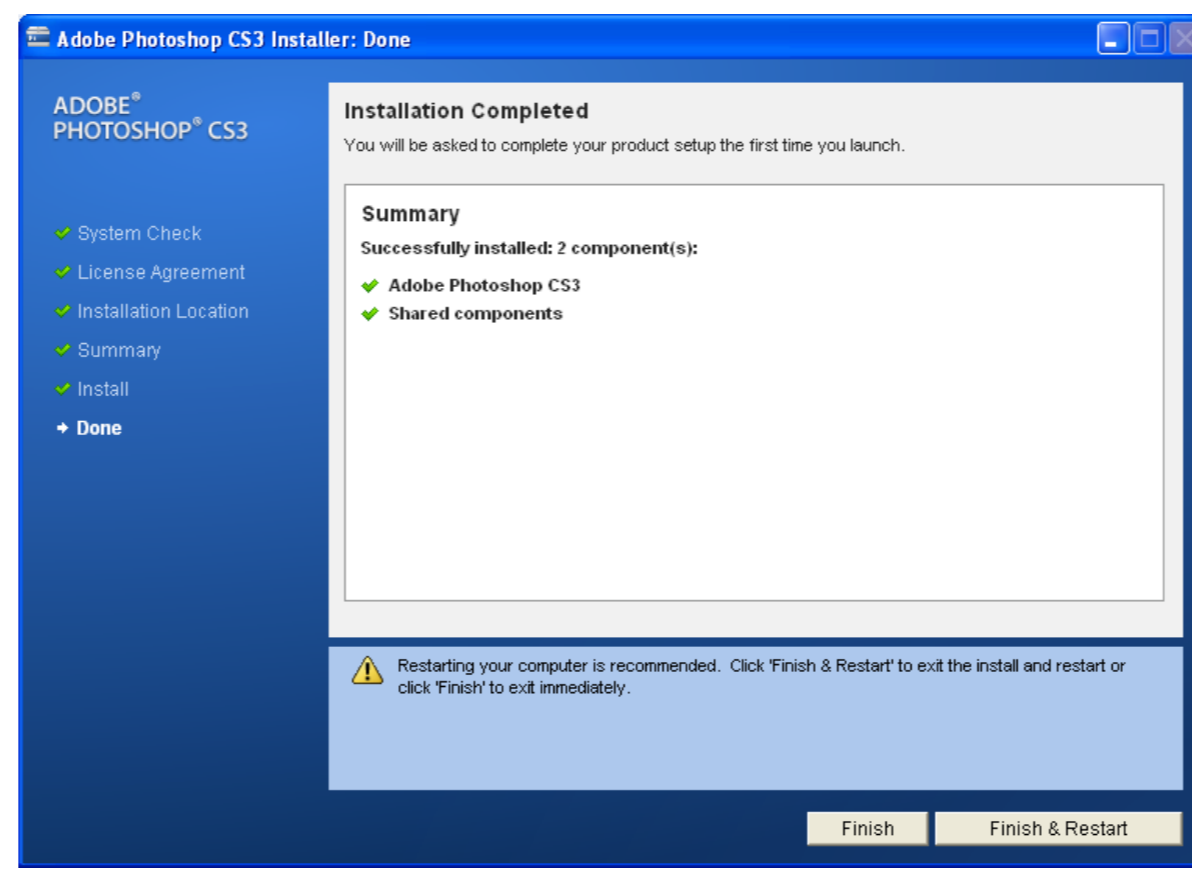 Adobe Photoshop CS3 Installer: Done
ADOBE®
PHOTOSHOP® CS3
System Check
License Agreement
Installation Location
Summary
Install
Done
Installation Completed
You will be asked to complete your product setup the first time you launch.
Summary
Successfully installed: 2 component(s):
Adobe Photoshop CS3
Shared components
Restarting your computer is recommended.  Click 'Finish & Restart' to exit the install and restart or
click 'Finish' to exit immediately.
Finish
Finish & Restart